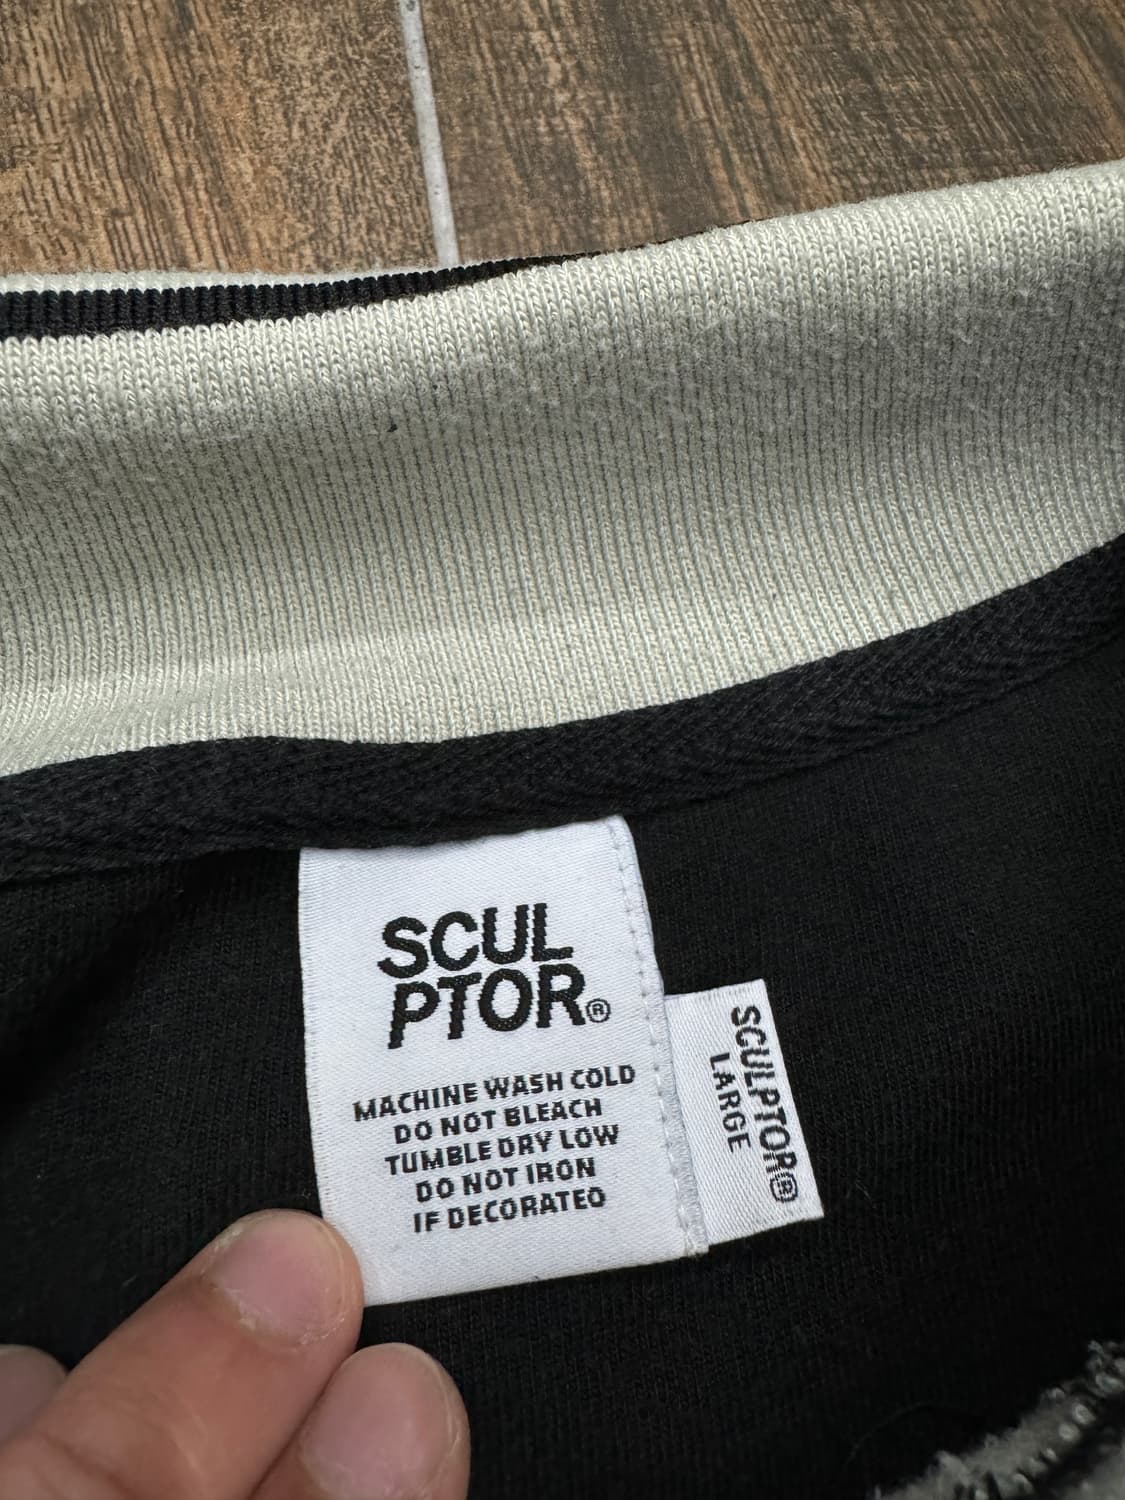 SCUL
PTOR®
MACHINE WASH COLD
DO NOT BLEACH
TUMBLE DRY LOW
DO NOT IRON
IF DECORATED
SCULPTOR®
LARGE